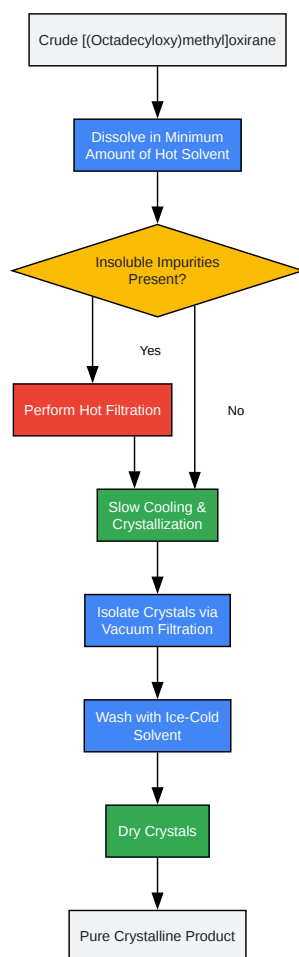 Crude [(Octadecyloxy)methyl]oxirane
Dissolve in Minimum
Amount of Hot Solvent
Insoluble Impurities
Present?
Yes
Perform Hot Filtration
No
Slow Cooling &
Crystallization
Isolate Crystals via
Vacuum Filtration
Wash with Ice-Cold
Solvent
Dry Crystals
Pure Crystalline Product